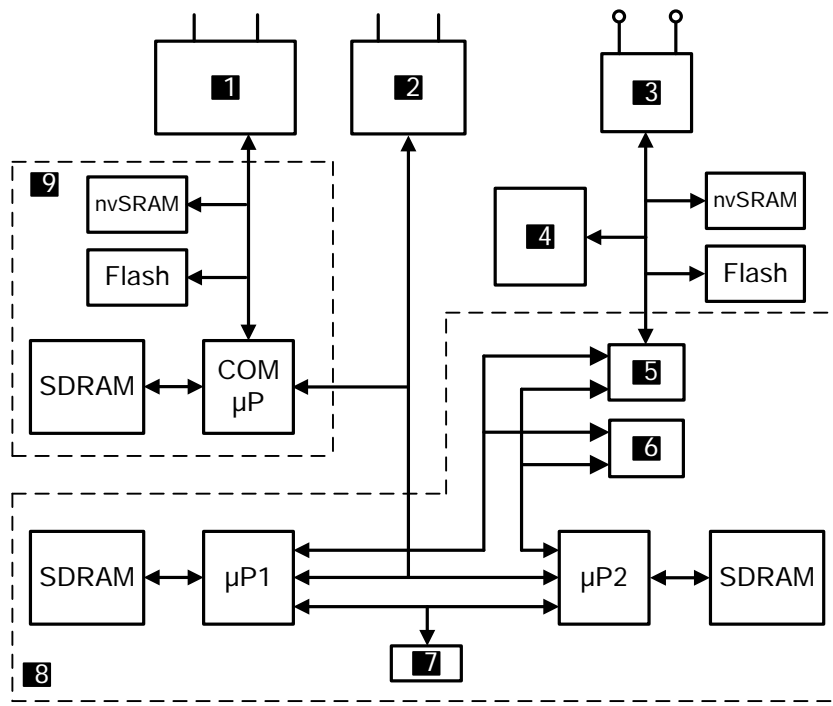 1
2
3
9
nvSRAM
4
nvSRAM
Flash
Flash
SDRAM
COM
µP
5
6
SDRAM
µP1
µP2
SDRAM
7
8